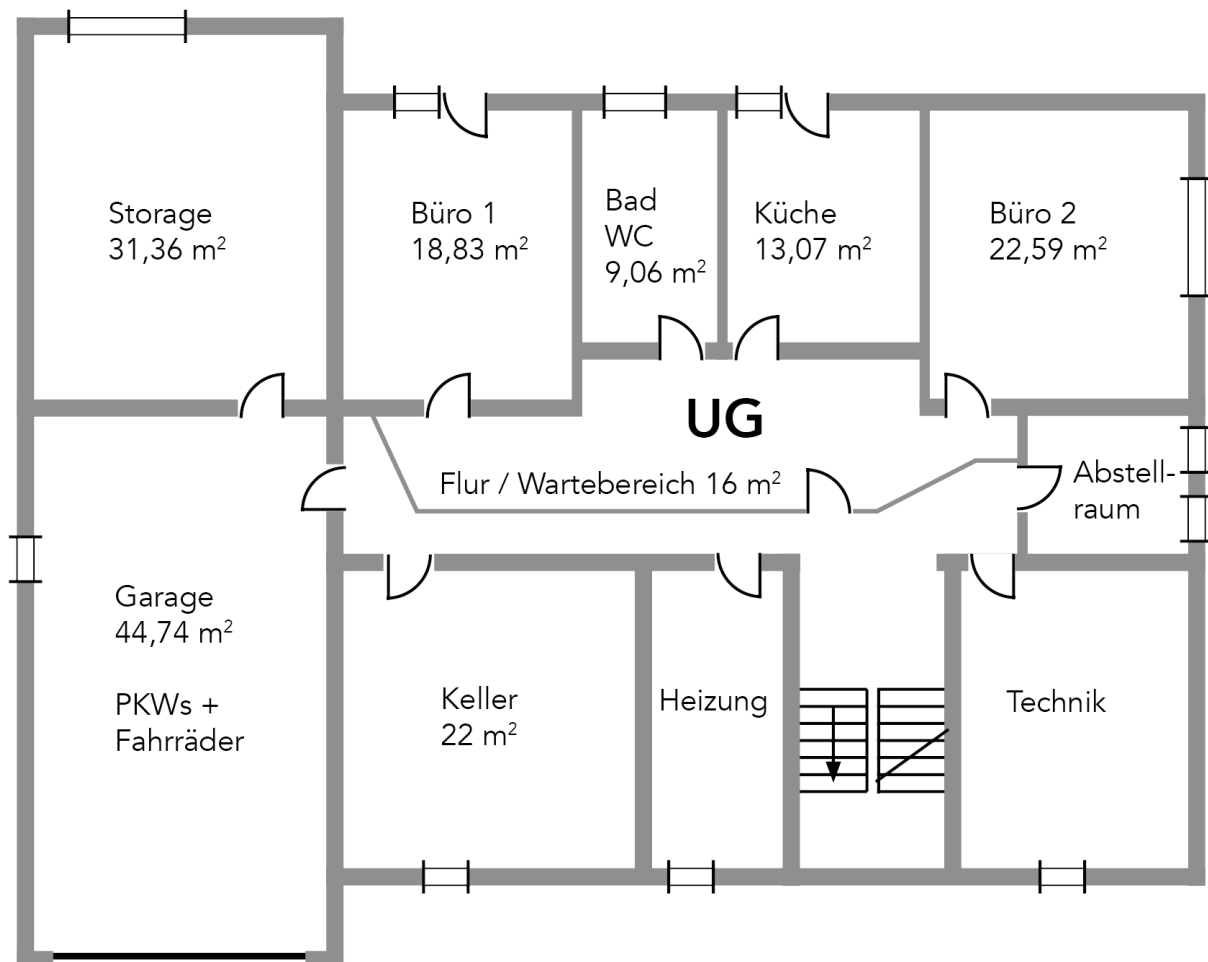 Storage
31,36 m²
Büro 1
18,83 m²
Bad
WC
9,06 m²
Küche
13,07 m²
Büro 2
22,59 m²
UG
Flur / Wartebereich 16 m²
Abstell-
raum
Garage
44,74 m²
PKWs +
Fahrräder
Keller
22 m²
Heizung
Technik